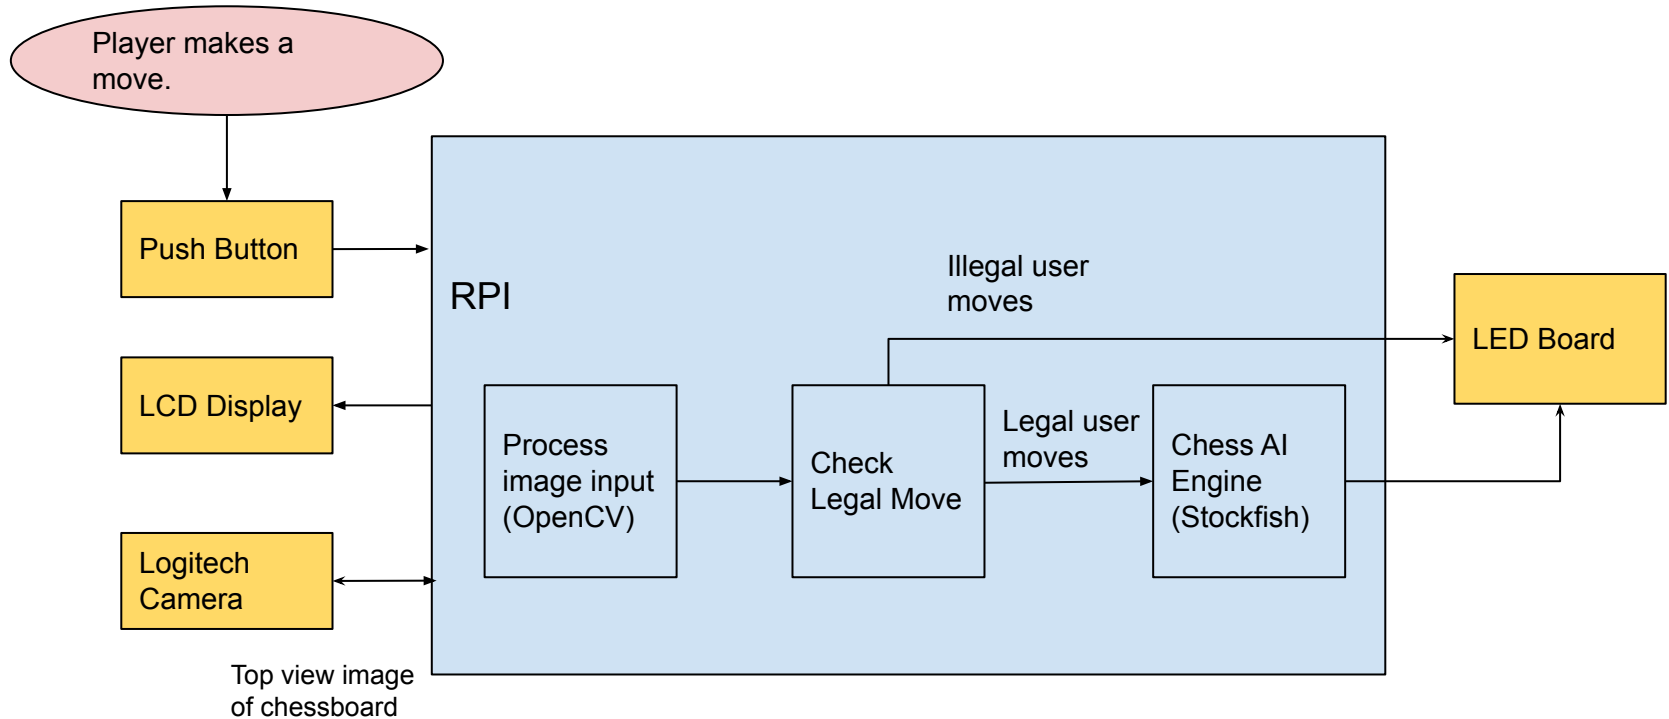 Player makes a
move.
Push Button
RPI
Illegal user
moves
LED Board
LCD Display
Process
image input
(OpenCV)
Check
Legal Move
Legal user
moves
Chess AI
Engine
(Stockfish)
Logitech
Camera
Top view image
of chessboard